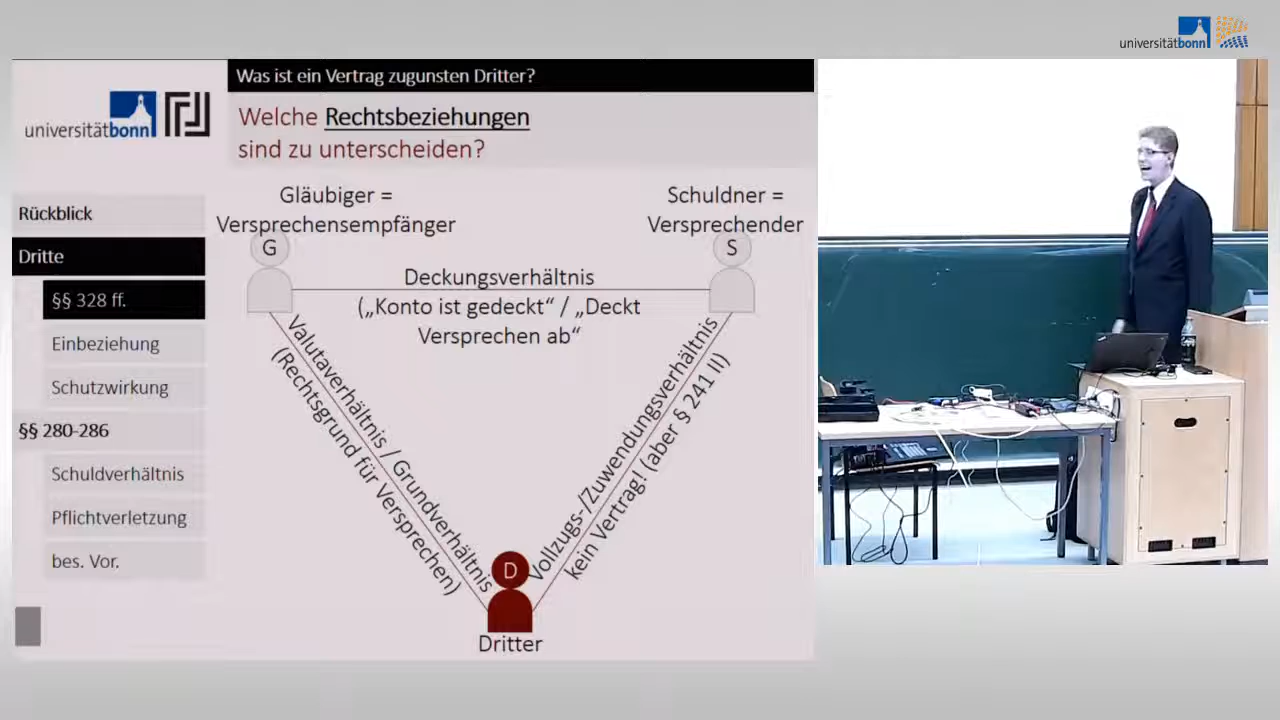 universitätbonn
Was ist ein Vertrag zugunsten Dritter?
universitätbonn
Welche Rechtsbeziehungen
sind zu unterscheiden?
Rückblick
Dritte
§§ 328 ff.
Einbeziehung
Schutzwirkung
§§ 280-286
Schuldverhältnis
Pflichtverletzung
bes. Vor.
Gläubiger =
Versprechensempfänger
G
Schuldner =
Versprechender
S
Deckungsverhältnis
(„Konto ist gedeckt“ / „Deckt
Versprechen ab“
Valutaverhältnis / Grundverhältnis
(Rechtsgrund für Versprechen)
Vollzugs-/Zuwendungsverhältnis
kein Vertrag! (aber § 241 II)
D
Dritter